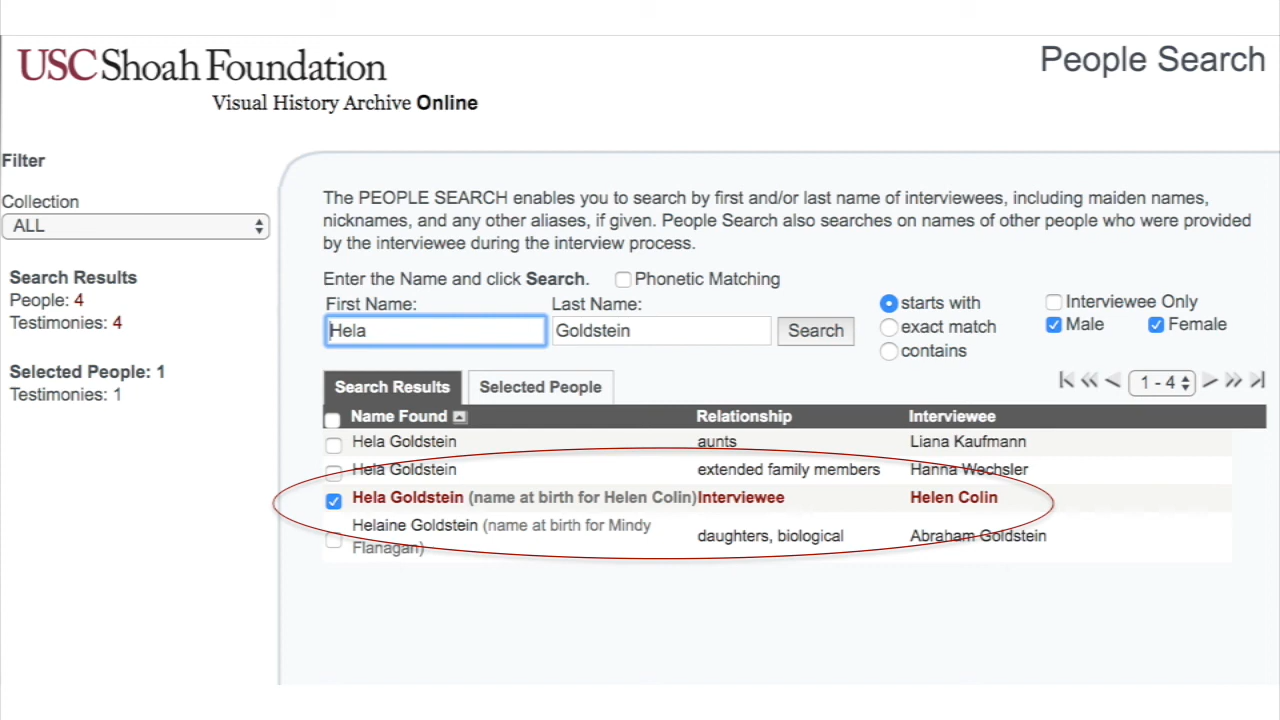 USC Shoah Foundation
People Search
Visual History Archive Online
Filter
Collection
ALL
Search Results
People: 4
Testimonies: 4
Selected People: 1
Testimonies: 1
The PEOPLE SEARCH enables you to search by first and/or last name of interviewees, including maiden names,
nicknames, and any other aliases, if given. People Search also searches on names of other people who were provided
by the interviewee during the interview process.
Enter the Name and click Search. Phonetic Matching
First Name: Last Name:
Hela Goldstein Search
starts with
exact match
contains
Interviewee Only
Male Female
Search Results Selected People
1 - 4
Name Found Relationship Interviewee
Hela Goldstein aunts Liana Kaufmann
Hela Goldstein extended family members Hanna Wechsler
Hela Goldstein (name at birth for Helen Colin) Interviewee Helen Colin
Helaine Goldstein (name at birth for Mindy
Flanagan) daughters, biological Abraham Goldstein